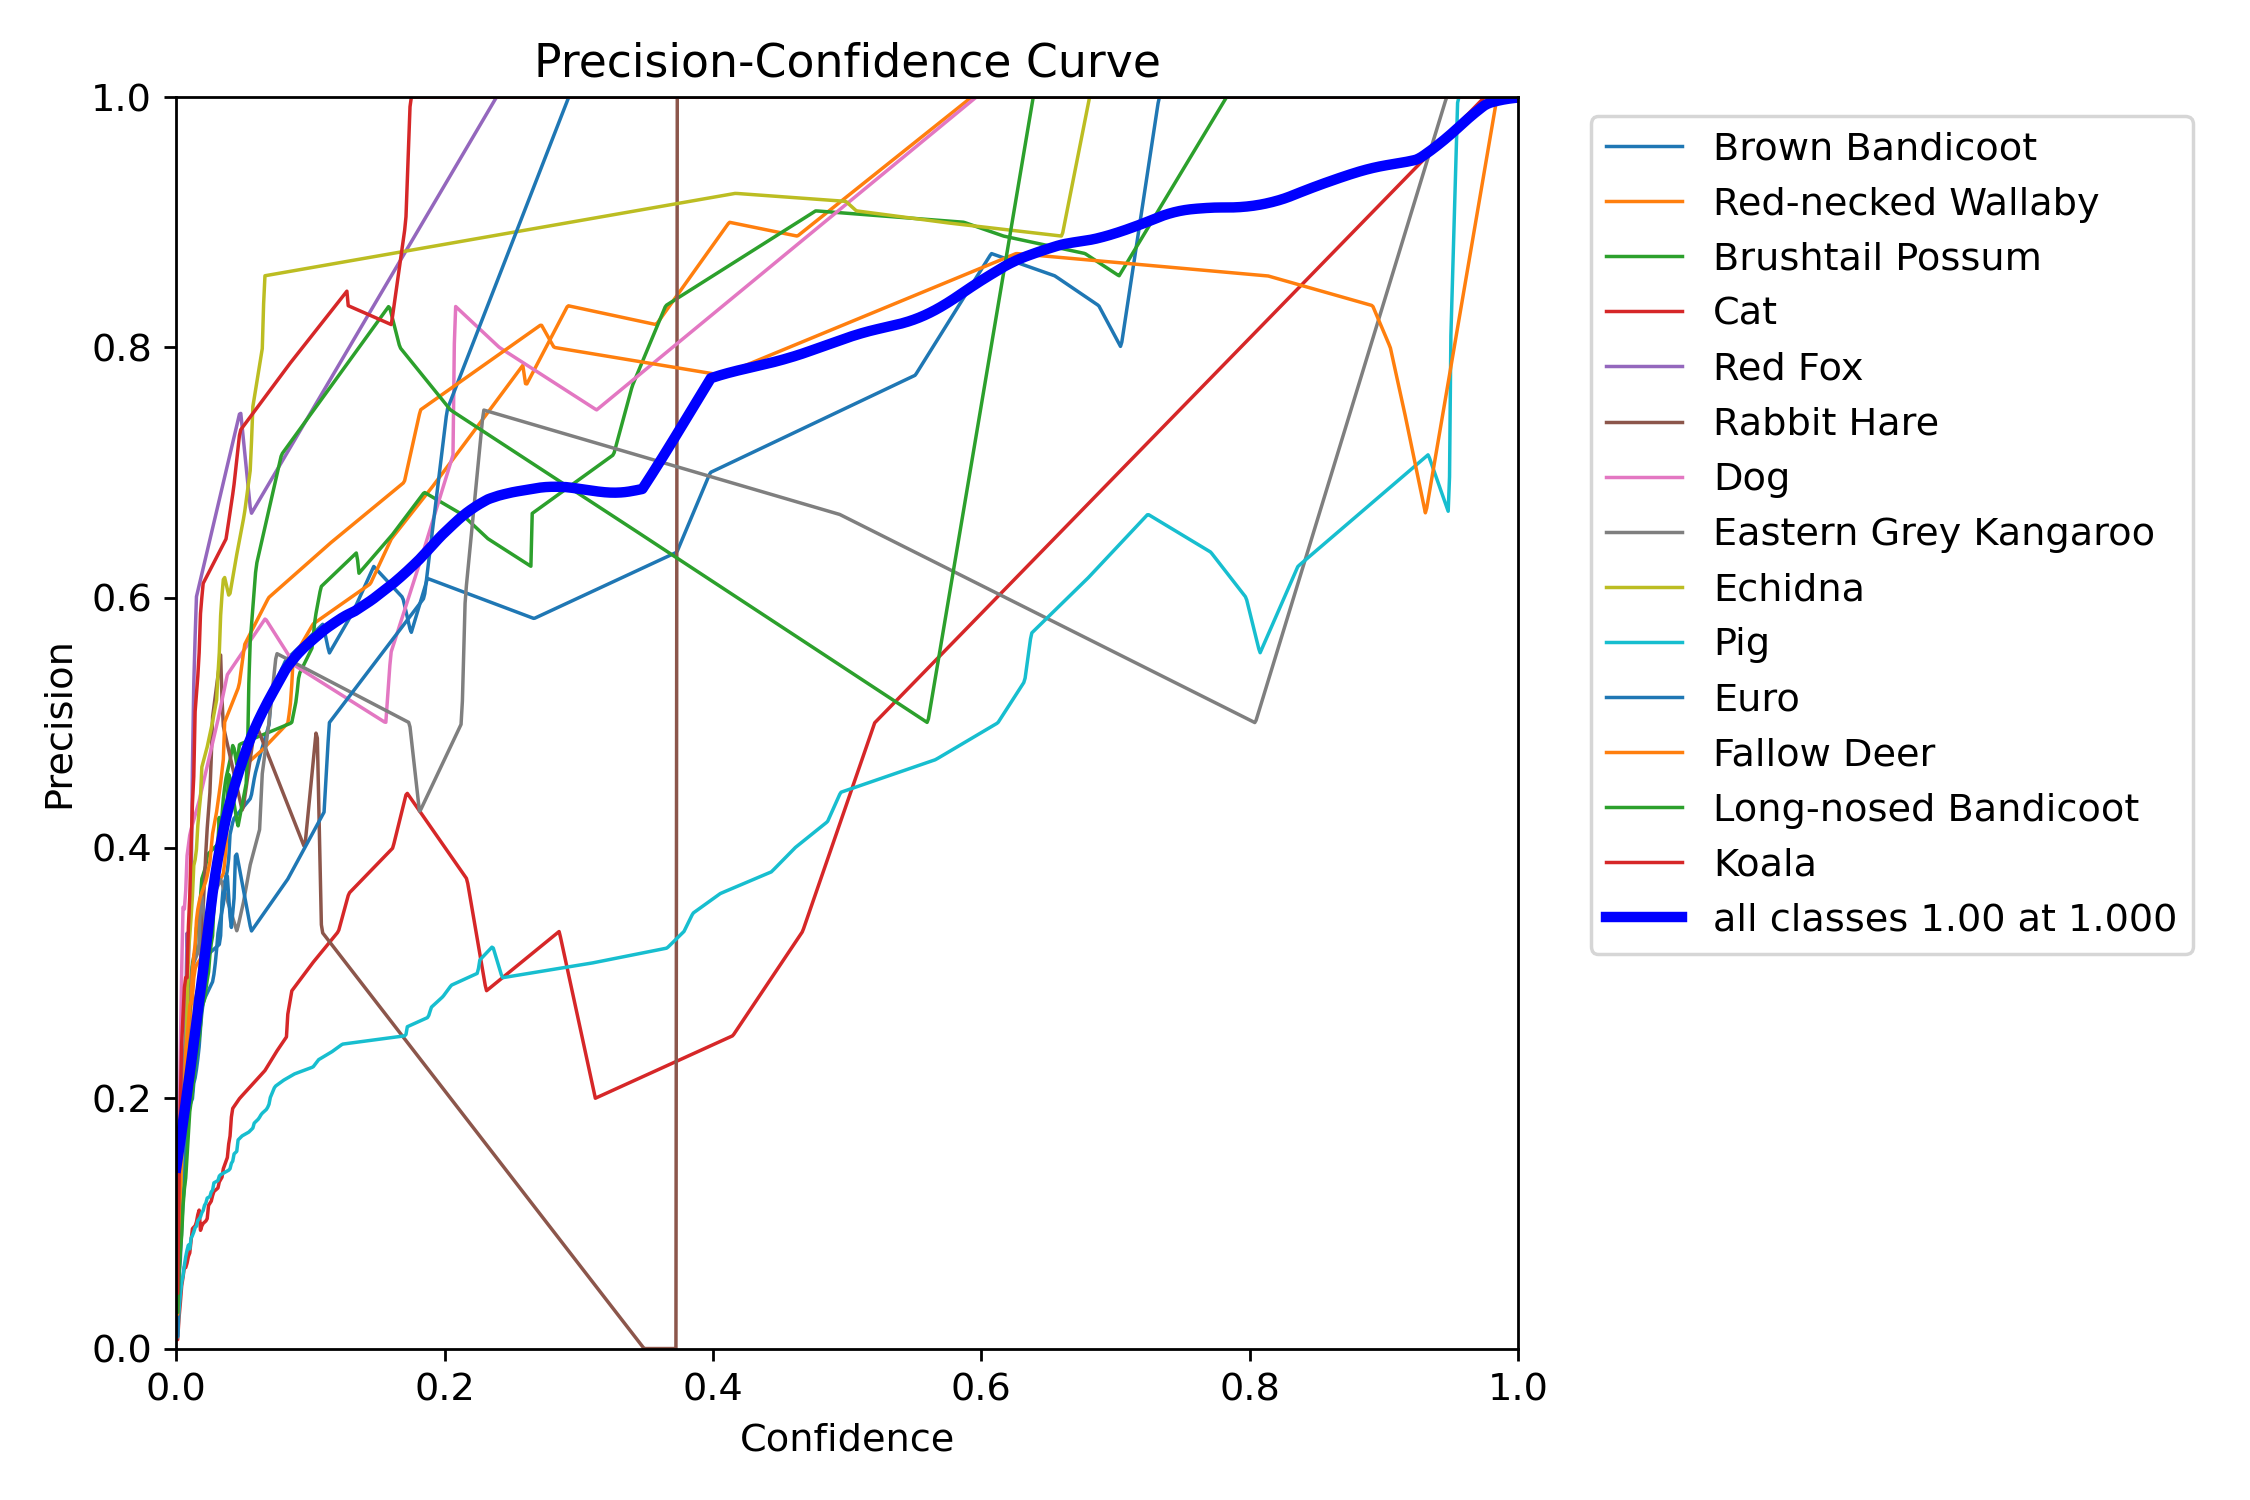 Precision-Confidence Curve
1.0
0.8
0.6
0.4
0.2
0.0
Precision
0.0 0.2 0.4 0.6 0.8 1.0
Confidence
Brown Bandicoot
Red-necked Wallaby
Brushtail Possum
Cat
Red Fox
Rabbit Hare
Dog
Eastern Grey Kangaroo
Echidna
Pig
Euro
Fallow Deer
Long-nosed Bandicoot
Koala
all classes 1.00 at 1.000